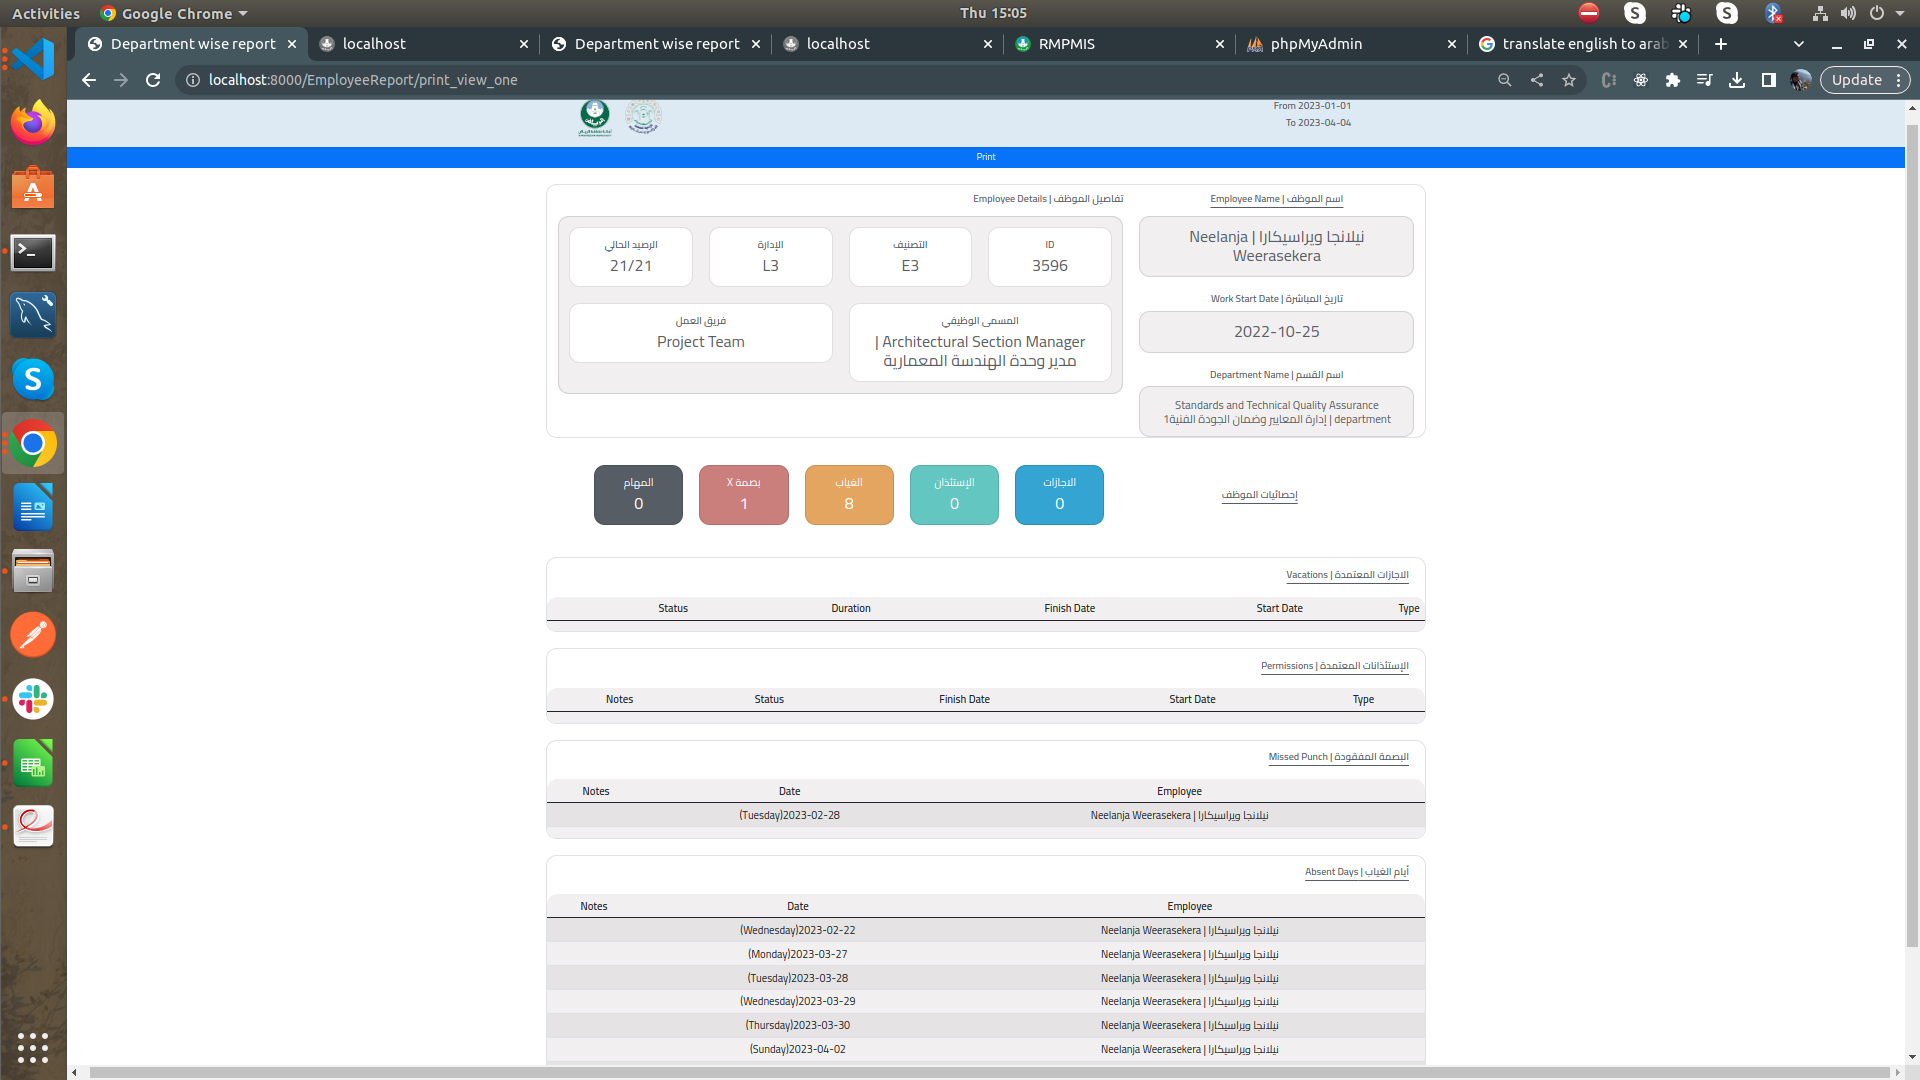 Activities
Google Chrome
Thu 15:05
Department wise report
localhost
Department wise report
localhost
RMPMIS
phpMyAdmin
translate english to arab
localhost:8000/EmployeeReport/print_view_one
Update
From 2023-01-01
To 2023-04-04
Print
اسم الموظف | Employee Name
نيلانجا ويراسيكارا | Neelanja
Weerasekera
تاريخ المباشرة | Work Start Date
2022-10-25
اسم القسم | Department Name
Standards and Technical Quality Assurance
department | إدارة المعايير وضمان الجودة الفنية1
تفاصيل الموظف | Employee Details
ID
3596
التصنيف
E3
الإدارة
L3
الرصيد الحالي
21/21
المسمى الوظيفي
Architectural Section Manager |
مدير وحدة الهندسة المعمارية
فريق العمل
Project Team
إحصائيات الموظف
الاجازات
0
الإستئذان
0
الغياب
8
بصمة X
1
المهام
0
الاجازات المعتمدة | Vacations
Type Start Date Finish Date Duration Status
الإستئذانات المعتمدة | Permissions
Type Start Date Finish Date Status Notes
البصمة المفقودة | Missed Punch
Employee Date Notes
نيلانجا ويراسيكارا | Neelanja Weerasekera (Tuesday)2023-02-28
أيام الغياب | Absent Days
Employee Date Notes
نيلانجا ويراسيكارا | Neelanja Weerasekera (Wednesday)2023-02-22
نيلانجا ويراسيكارا | Neelanja Weerasekera (Monday)2023-03-27
نيلانجا ويراسيكارا | Neelanja Weerasekera (Tuesday)2023-03-28
نيلانجا ويراسيكارا | Neelanja Weerasekera (Wednesday)2023-03-29
نيلانجا ويراسيكارا | Neelanja Weerasekera (Thursday)2023-03-30
نيلانجا ويراسيكارا | Neelanja Weerasekera (Sunday)2023-04-02